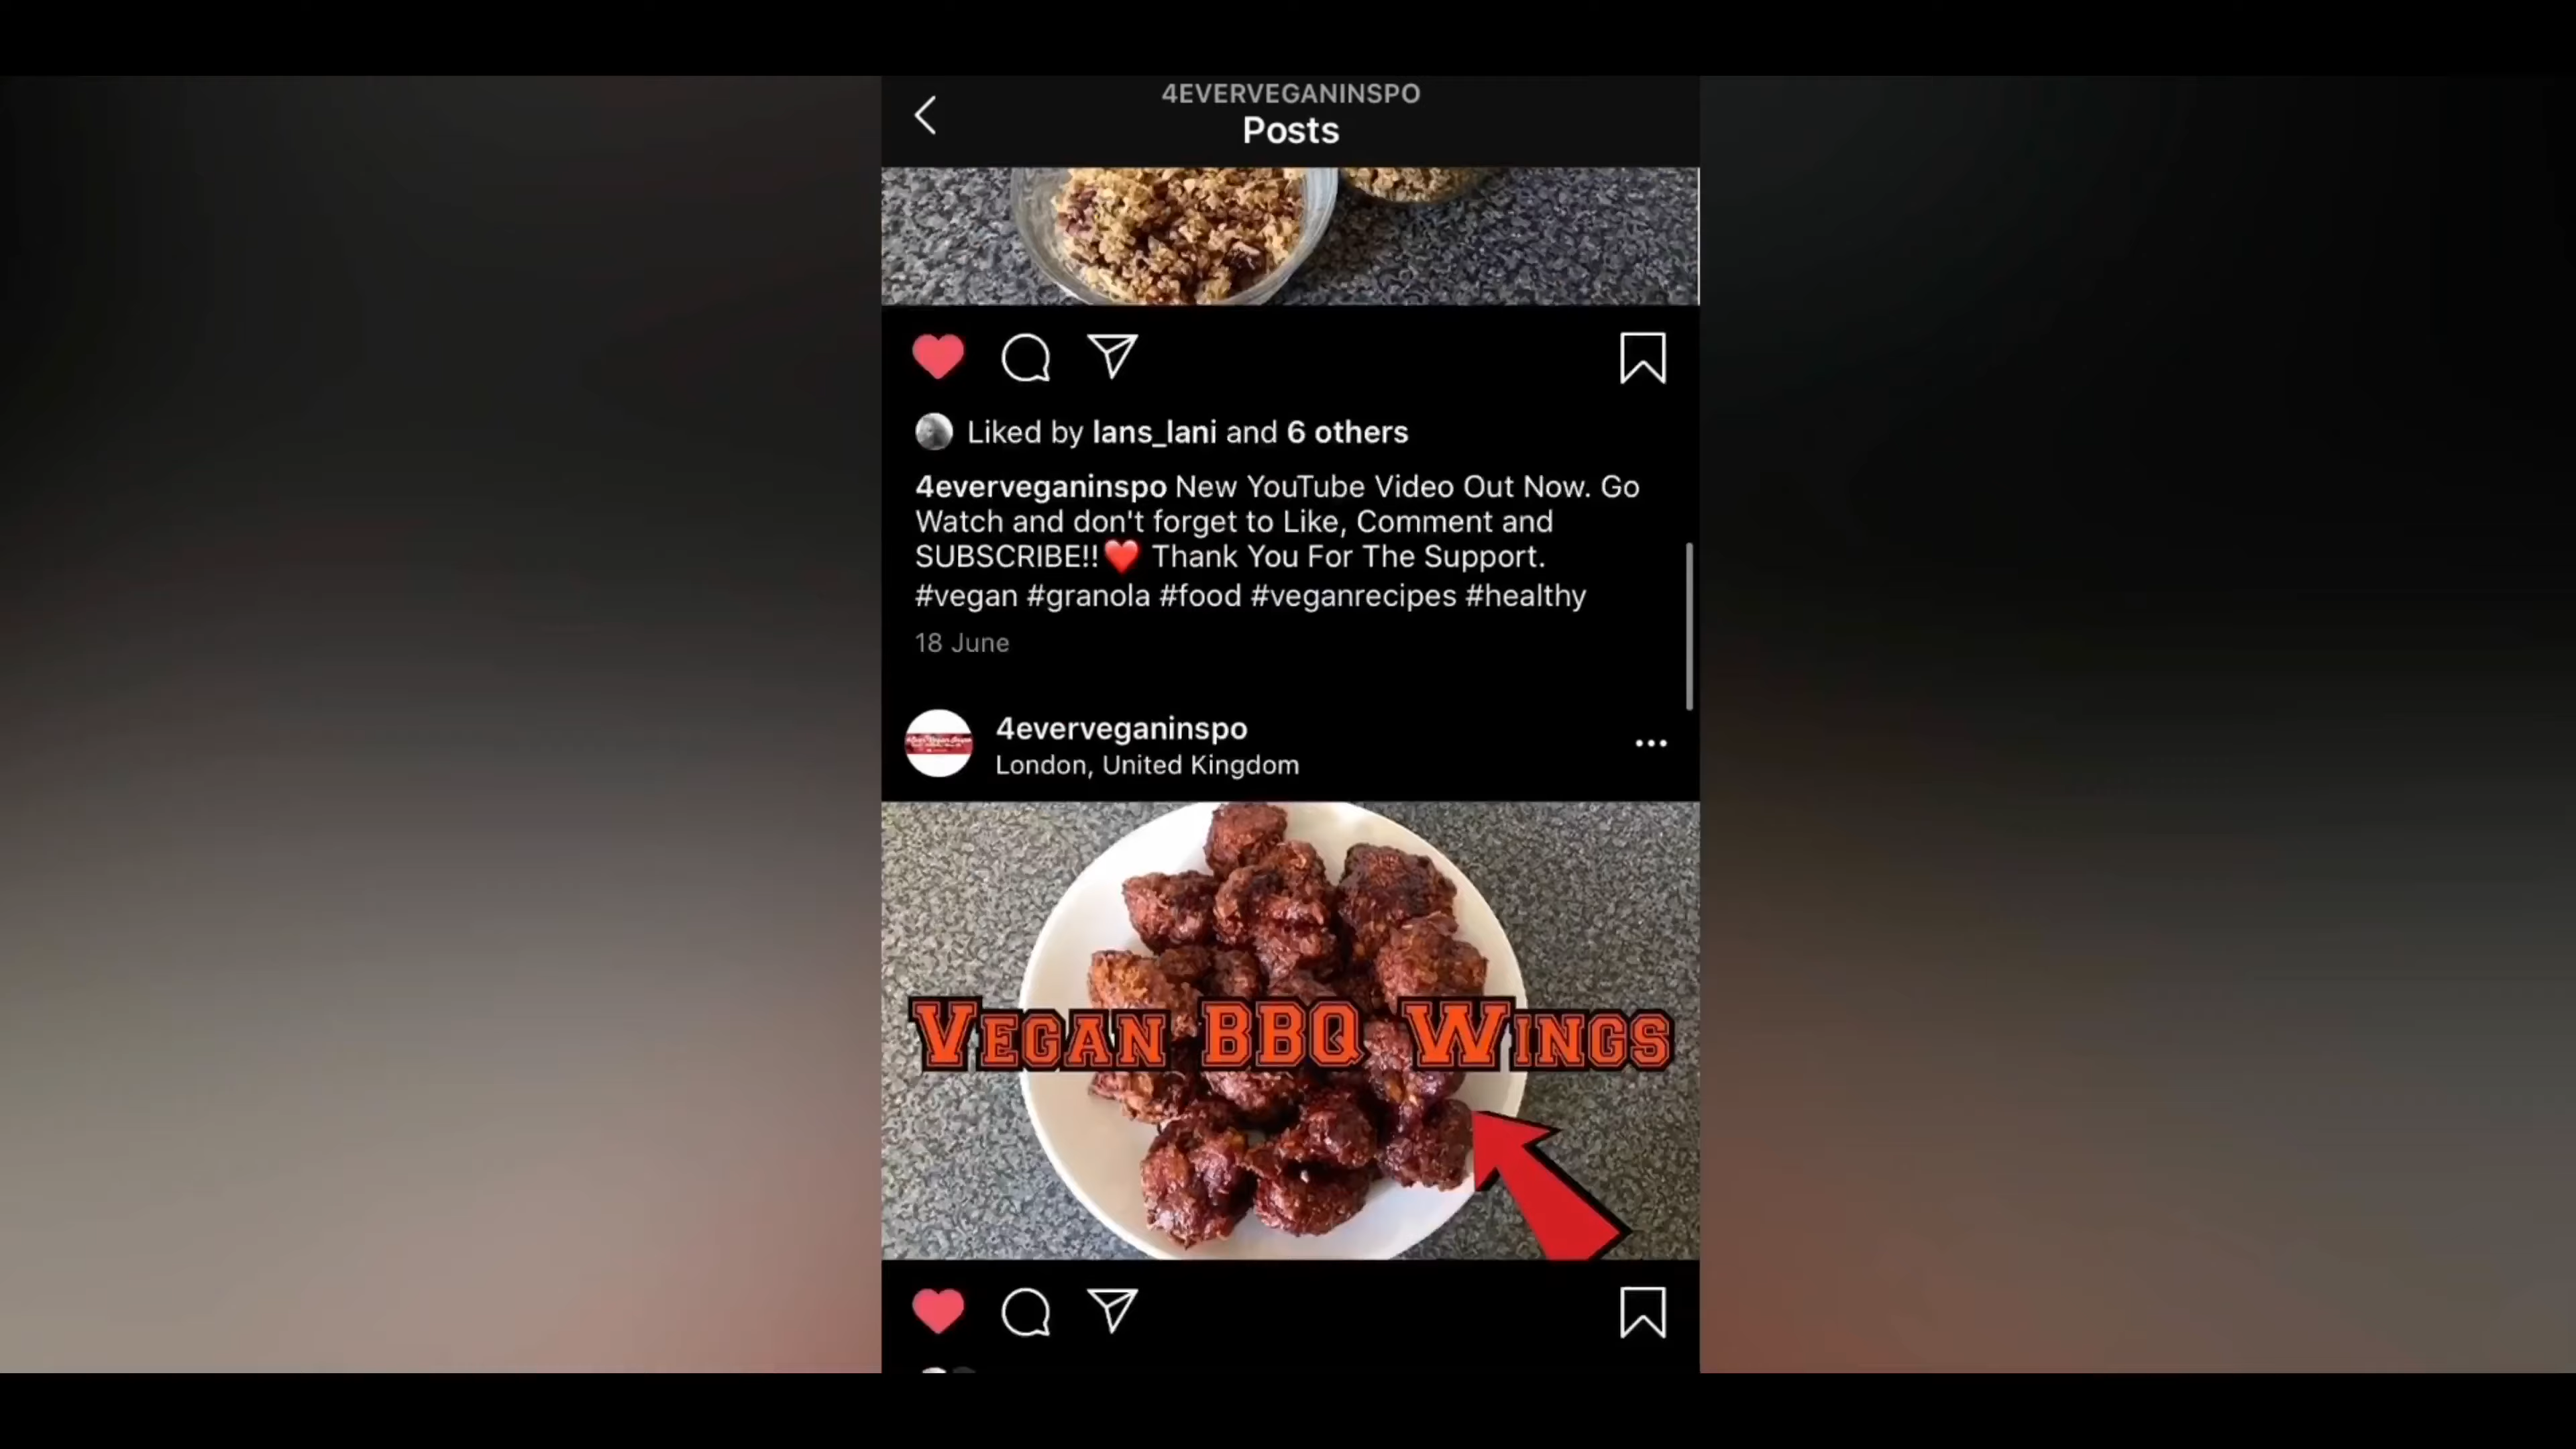 4EVERVEGANINSPO
Posts
Liked by lans_lani and 6 others
4everveganinspo New YouTube Video Out Now. Go
Watch and don't forget to Like, Comment and
SUBSCRIBE!!❤️ Thank You For The Support.
#vegan #granola #food #veganrecipes #healthy
18 June
4everveganinspo
London, United Kingdom
VEGAN BBQ WINGS